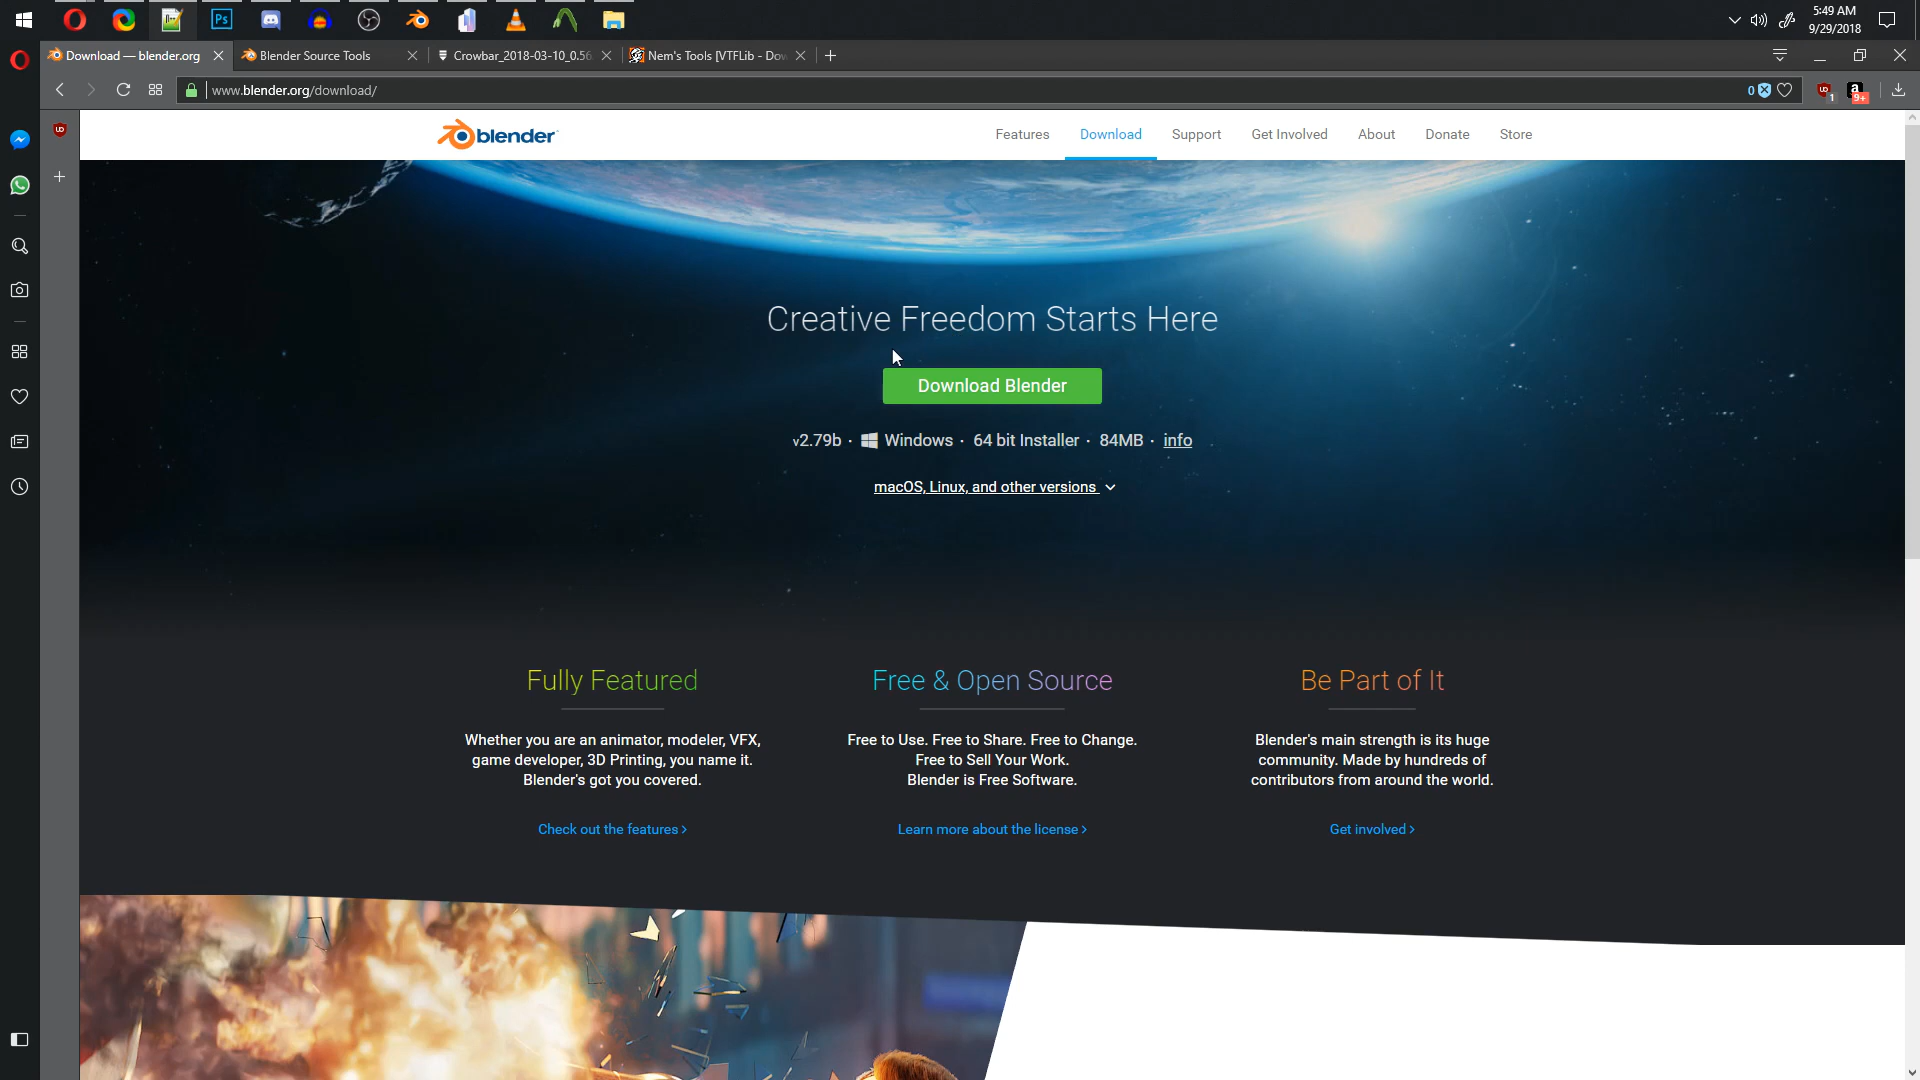 Ps
5:49 AM
9/29/2018
Download — blender.org
Blender Source Tools
Crowbar_2018-03-10_0.56
Nem's Tools [VTFLib - Dow
www.blender.org/download/
0
1
9+
blender
Features
Download
Support
Get Involved
About
Donate
Store
Creative Freedom Starts Here
Download Blender
v2.79b · Windows · 64 bit Installer · 84MB · info
macOS, Linux, and other versions
Fully Featured
Whether you are an animator, modeler, VFX,
game developer, 3D Printing, you name it.
Blender's got you covered.
Check out the features ›
Free & Open Source
Free to Use. Free to Share. Free to Change.
Free to Sell Your Work.
Blender is Free Software.
Learn more about the license ›
Be Part of It
Blender's main strength is its huge
community. Made by hundreds of
contributors from around the world.
Get involved ›